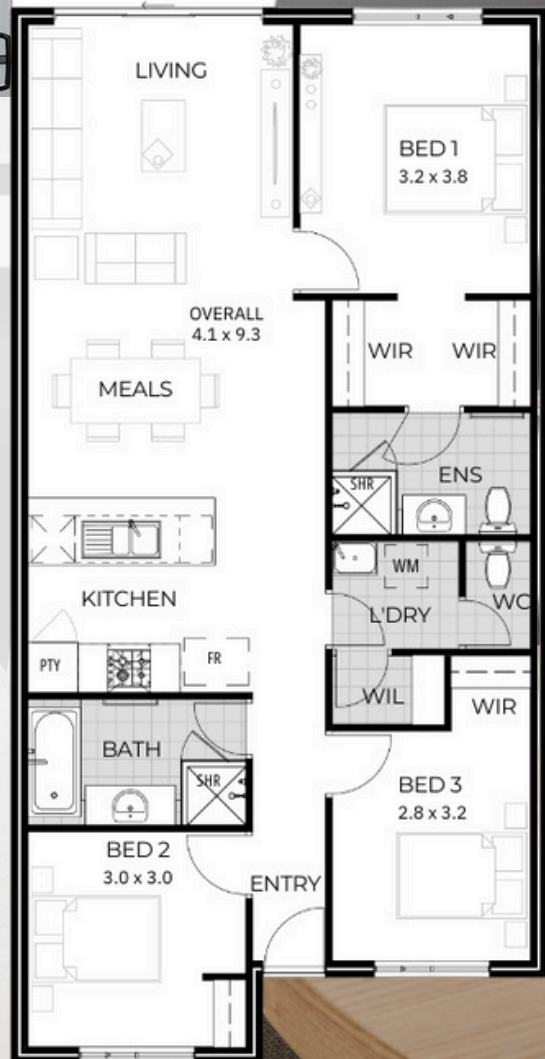 LIVING
BED 1
3.2 x 3.8
OVERALL
4.1 x 9.3
WIR
WIR
MEALS
ENS
SHR
WM
KITCHEN
L'DRY
WC
PTY
FR
WIL
WIR
BATH
SHR
BED 3
2.8 x 3.2
BED 2
3.0 x 3.0
ENTRY